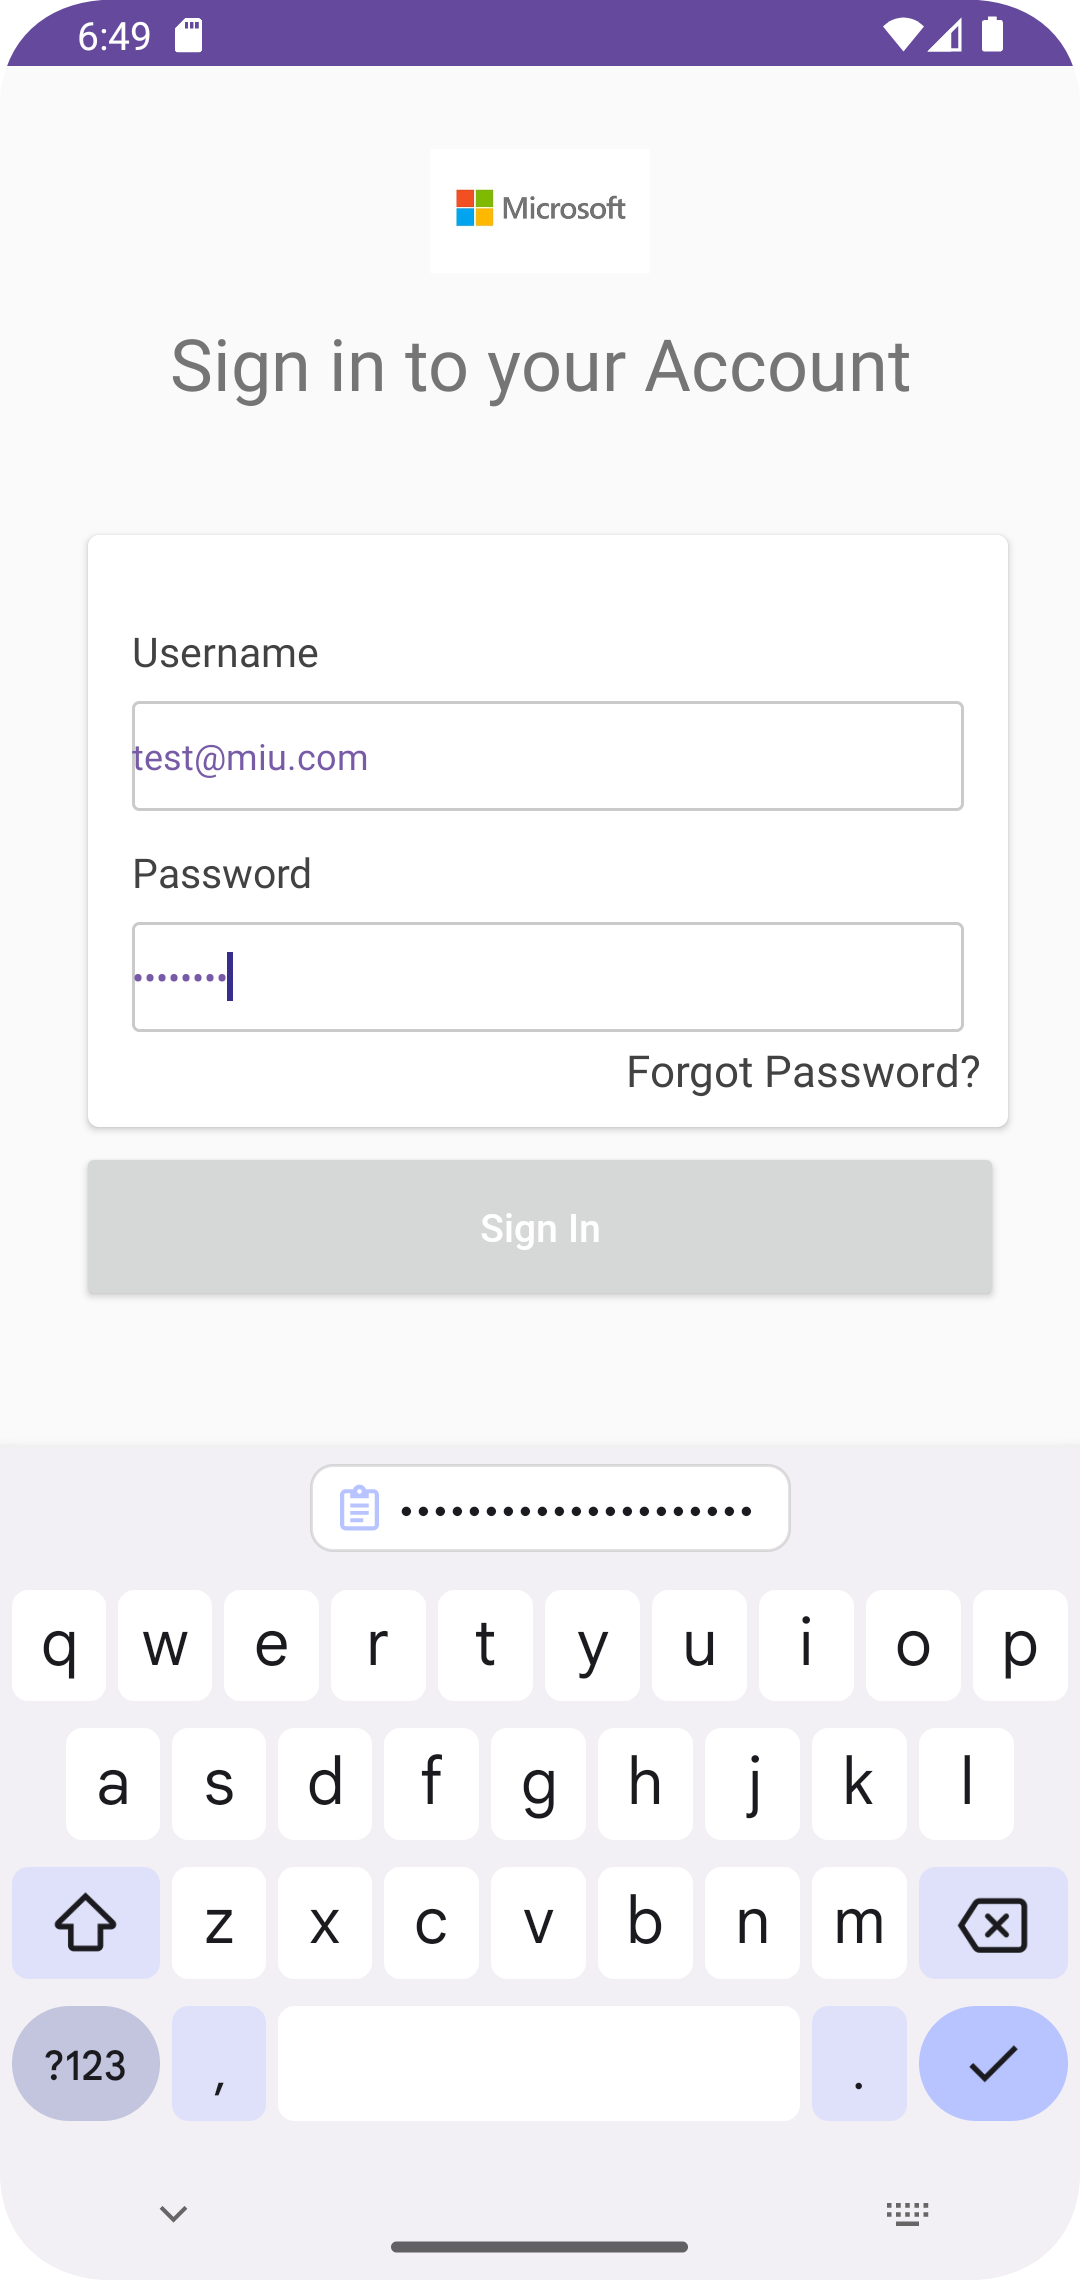 6:49
Microsoft
Sign in to your Account
Username
test@miu.com
Password
••••••••
Forgot Password?
Sign In
•••••••••••••••••••••
q w e r t y u i o p
a s d f g h j k l
z x c v b n m
?123 , .